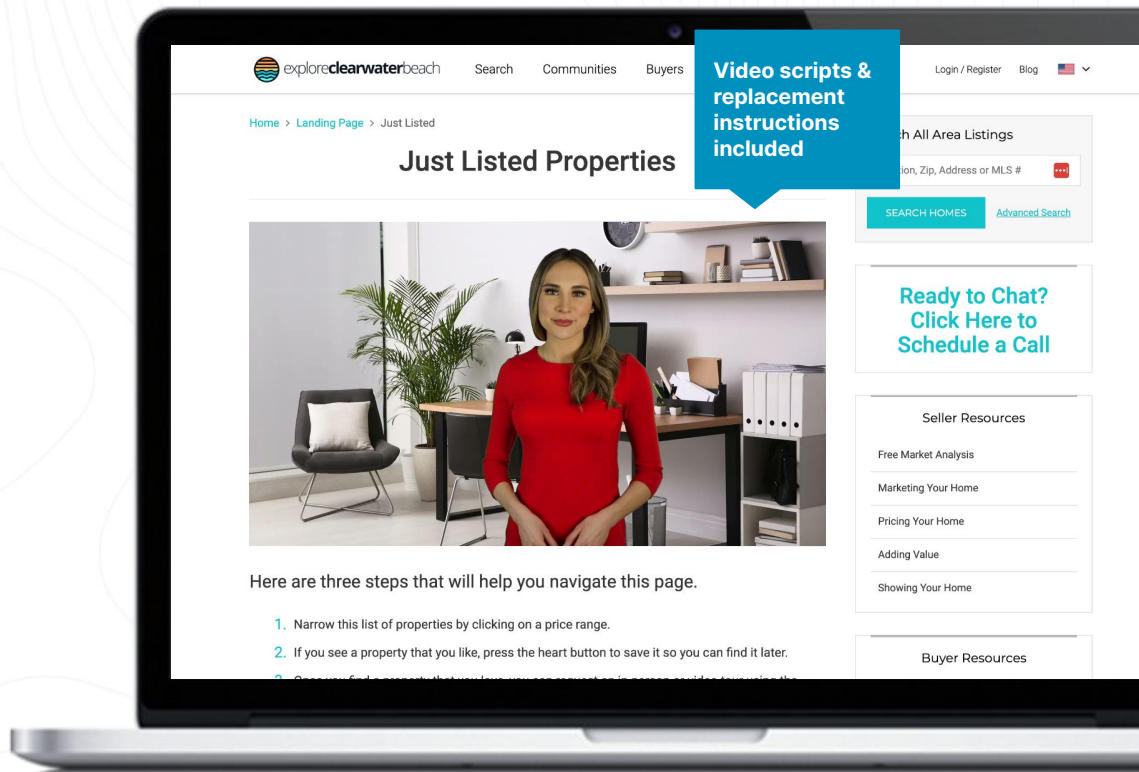 exploreclearwaterbeach Search Communities Buyers Login / Register Blog
Video scripts &
replacement
instructions
included
Home > Landing Page > Just Listed
Just Listed Properties
All Area Listings
Zip, Address or MLS #
SEARCH HOMES Advanced Search
Ready to Chat?
Click Here to
Schedule a Call
Seller Resources
Free Market Analysis
Marketing Your Home
Pricing Your Home
Adding Value
Showing Your Home
Buyer Resources
Here are three steps that will help you navigate this page.
1. Narrow this list of properties by clicking on a price range.
2. If you see a property that you like, press the heart button to save it so you can find it later.